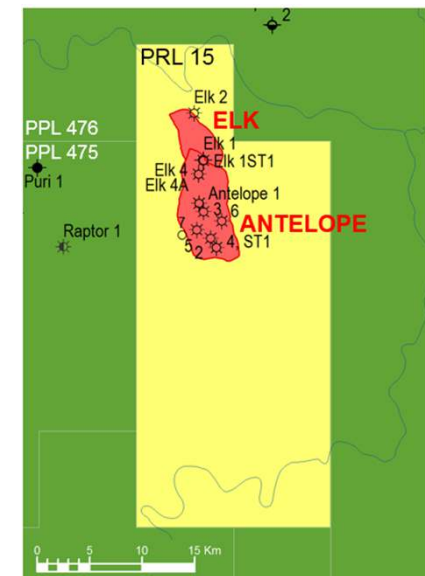 2
PRL 15
Elk 2
ELK
PPL 476
Elk 1
PPL 475
Elk 1ST1
Elk 4
Puri 1
Elk 4A
Antelope 1
3 6
ANTELOPE
Raptor 1
7
5 2 4, ST1
0 5 10 15 Km